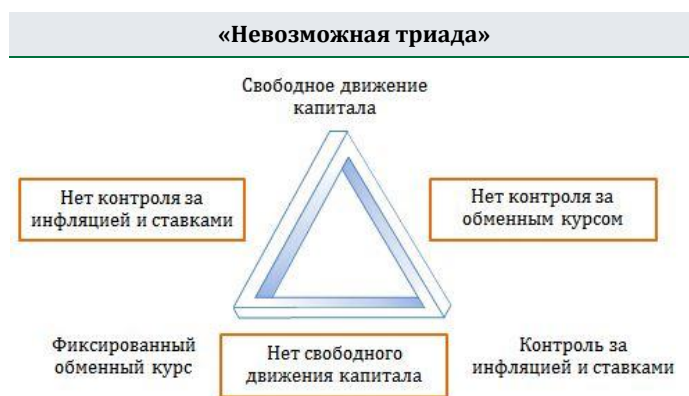 «Невозможная триада»
Свободное движение
капитала
Нет контроля за
инфляцией и ставками
Нет контроля за
обменным курсом
Фиксированный
обменный курс
Нет свободного
движения капитала
Контроль за
инфляцией и ставками